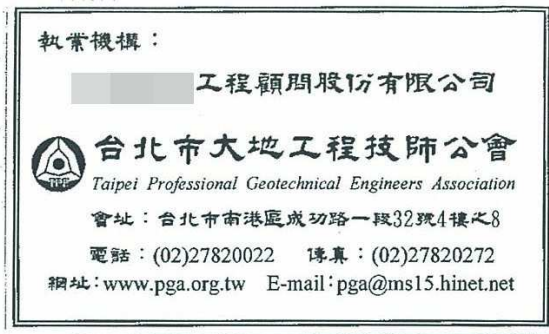 執業機構：
工程顧問股份有限公司
台北市大地工程技師公會
Taipei Professional Geotechnical Engineers Association
會址：台北市南港區成功路一段32號4樓之8
電話：(02)27820022 傳真：(02)27820272
網址：www.pga.org.tw E-mail：pga@ms15.hinet.net